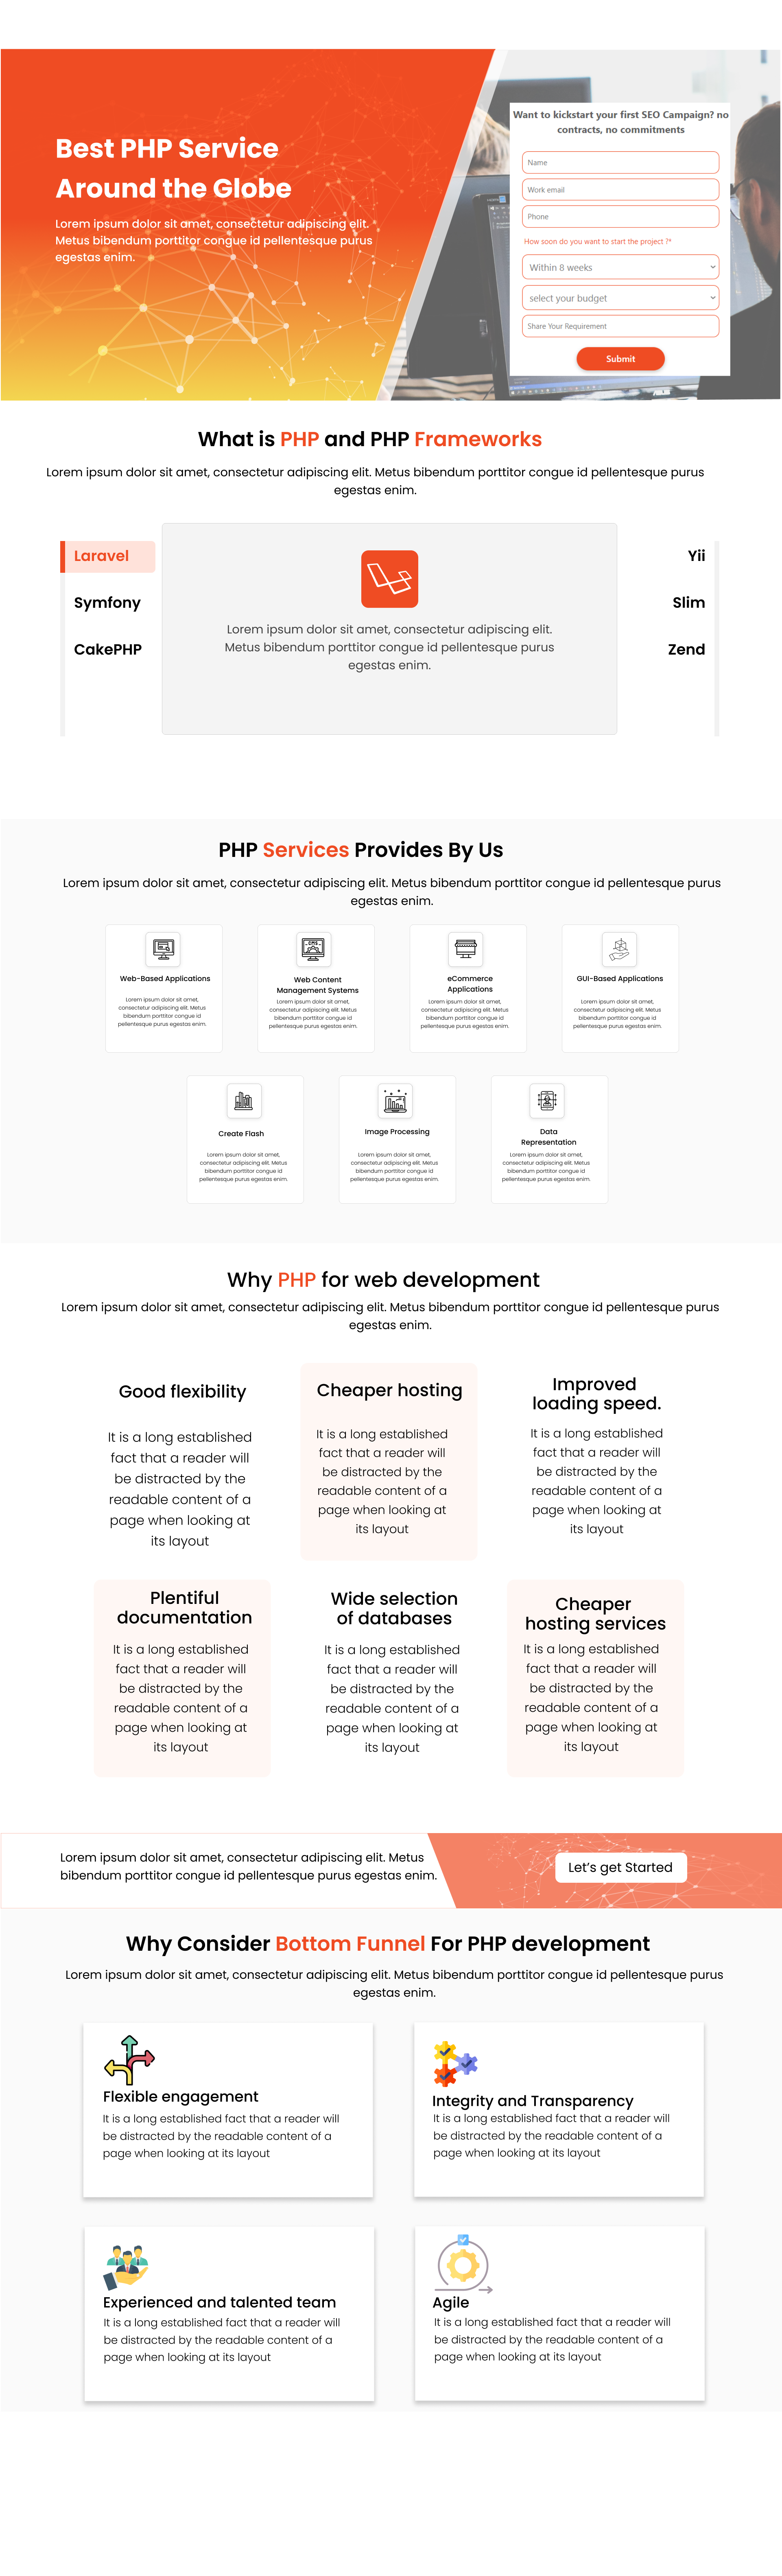 Best PHP Service
Around the Globe
Lorem ipsum dolor sit amet, consectetur adipiscing elit.
Metus bibendum porttitor congue id pellentesque purus
egestas enim.
Want to kickstart your first SEO Campaign? no
contracts, no commitments
Name
Work email
Phone
How soon do you want to start the project ?*
Within 8 weeks
select your budget
Share Your Requirement
Submit
What is PHP and PHP Frameworks
Lorem ipsum dolor sit amet, consectetur adipiscing elit. Metus bibendum porttitor congue id pellentesque purus
egestas enim.
Laravel
Symfony
CakePHP
Lorem ipsum dolor sit amet, consectetur adipiscing elit.
Metus bibendum porttitor congue id pellentesque purus
egestas enim.
Yii
Slim
Zend
PHP Services Provides By Us
Lorem ipsum dolor sit amet, consectetur adipiscing elit. Metus bibendum porttitor congue id pellentesque purus
egestas enim.
Web-Based Applications
Lorem ipsum dolor sit amet,
consectetur adipiscing elit. Metus
bibendum porttitor congue id
pellentesque purus egestas enim.
CMS
Web Content
Management Systems
Lorem ipsum dolor sit amet,
consectetur adipiscing elit. Metus
bibendum porttitor congue id
pellentesque purus egestas enim.
eCommerce
Applications
Lorem ipsum dolor sit amet,
consectetur adipiscing elit. Metus
bibendum porttitor congue id
pellentesque purus egestas enim.
GUI-Based Applications
Lorem ipsum dolor sit amet,
consectetur adipiscing elit. Metus
bibendum porttitor congue id
pellentesque purus egestas enim.
Create Flash
Lorem ipsum dolor sit amet,
consectetur adipiscing elit. Metus
bibendum porttitor congue id
pellentesque purus egestas enim.
Image Processing
Lorem ipsum dolor sit amet,
consectetur adipiscing elit. Metus
bibendum porttitor congue id
pellentesque purus egestas enim.
Data
Representation
Lorem ipsum dolor sit amet,
consectetur adipiscing elit. Metus
bibendum porttitor congue id
pellentesque purus egestas enim.
Why PHP for web development
Lorem ipsum dolor sit amet, consectetur adipiscing elit. Metus bibendum porttitor congue id pellentesque purus
egestas enim.
Good flexibility
It is a long established
fact that a reader will
be distracted by the
readable content of a
page when looking at
its layout
Cheaper hosting
It is a long established
fact that a reader will
be distracted by the
readable content of a
page when looking at
its layout
Improved
loading speed.
It is a long established
fact that a reader will
be distracted by the
readable content of a
page when looking at
its layout
Plentiful
documentation
It is a long established
fact that a reader will
be distracted by the
readable content of a
page when looking at
its layout
Wide selection
of databases
It is a long established
fact that a reader will
be distracted by the
readable content of a
page when looking at
its layout
Cheaper
hosting services
It is a long established
fact that a reader will
be distracted by the
readable content of a
page when looking at
its layout
Lorem ipsum dolor sit amet, consectetur adipiscing elit. Metus
bibendum porttitor congue id pellentesque purus egestas enim.
Let's get Started
Why Consider Bottom Funnel For PHP development
Lorem ipsum dolor sit amet, consectetur adipiscing elit. Metus bibendum porttitor congue id pellentesque purus
egestas enim.
Flexible engagement
It is a long established fact that a reader will
be distracted by the readable content of a
page when looking at its layout
Integrity and Transparency
It is a long established fact that a reader will
be distracted by the readable content of a
page when looking at its layout
Experienced and talented team
It is a long established fact that a reader will
be distracted by the readable content of a
page when looking at its layout
Agile
It is a long established fact that a reader will
be distracted by the readable content of a
page when looking at its layout